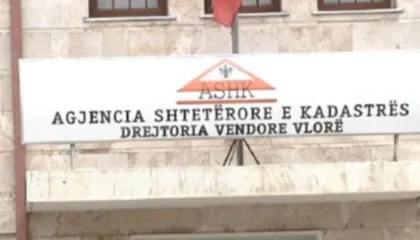 ASHK
AGJENCIA SHTETËRORE E KADASTRËS
DREJTORIA VENDORE VLORË